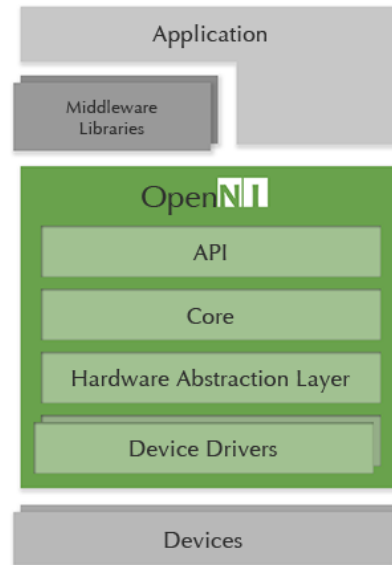 Application
Middleware
Libraries
OpenNI
API
Core
Hardware Abstraction Layer
Device Drivers
Devices